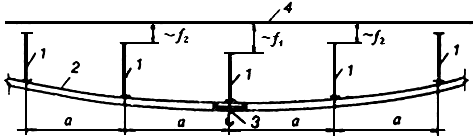 4
~f₂ ~f₁ ~f₂
1 1 1 1 1
2
3
a a a a